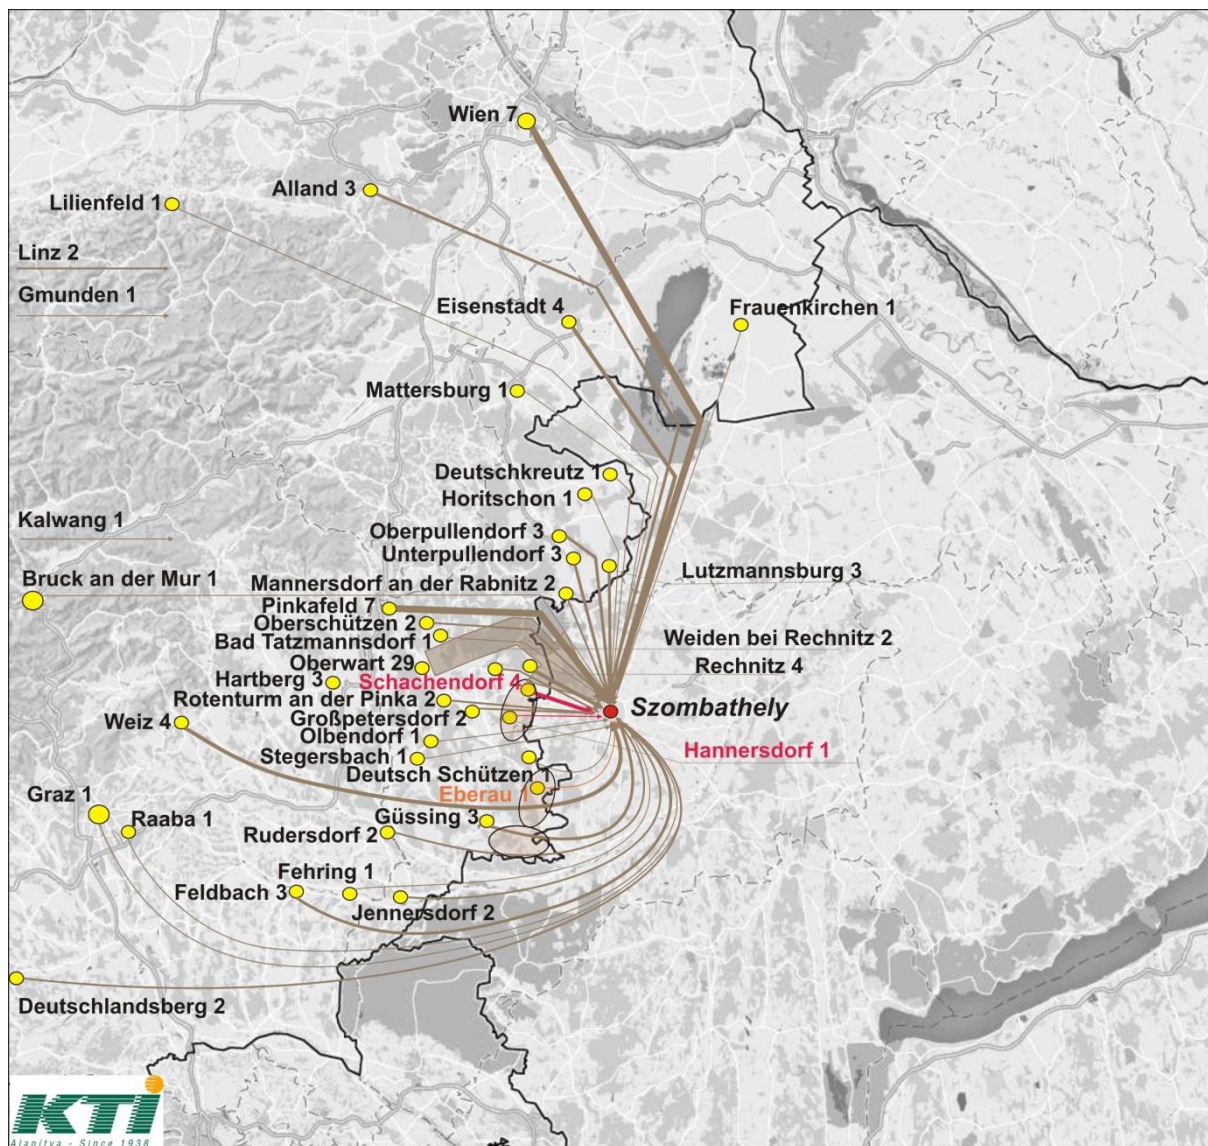 Wien 7
Alland 3
Lilienfeld 1
Linz 2
Gmunden 1
Eisenstadt 4
Frauenkirchen 1
Mattersburg 1
Deutschkreutz 1
Horitschon 1
Kalwang 1
Oberpullendorf 3
Unterpullendorf 3
Lutzmannsburg 3
Bruck an der Mur 1
Mannersdorf an der Rabnitz 2
Pinkafeld 7
Oberschützen 2
Bad Tatzmannsdorf 1
Weiden bei Rechnitz 2
Oberwart 29
Rechnitz 4
Hartberg 3
Schachendorf 4
Rotenturm an der Pinka 2
Szombathely
Weiz 4
Großpetersdorf 2
Olbendorf 1
Hannersdorf 1
Stegersbach 1
Deutsch Schützen 1
Eberau 1
Graz 1
Raaba 1
Güssing 3
Rudersdorf 2
Fehring 1
Feldbach 3
Jennersdorf 2
Deutschlandsberg 2
KTI
Alapítva - Since 1938